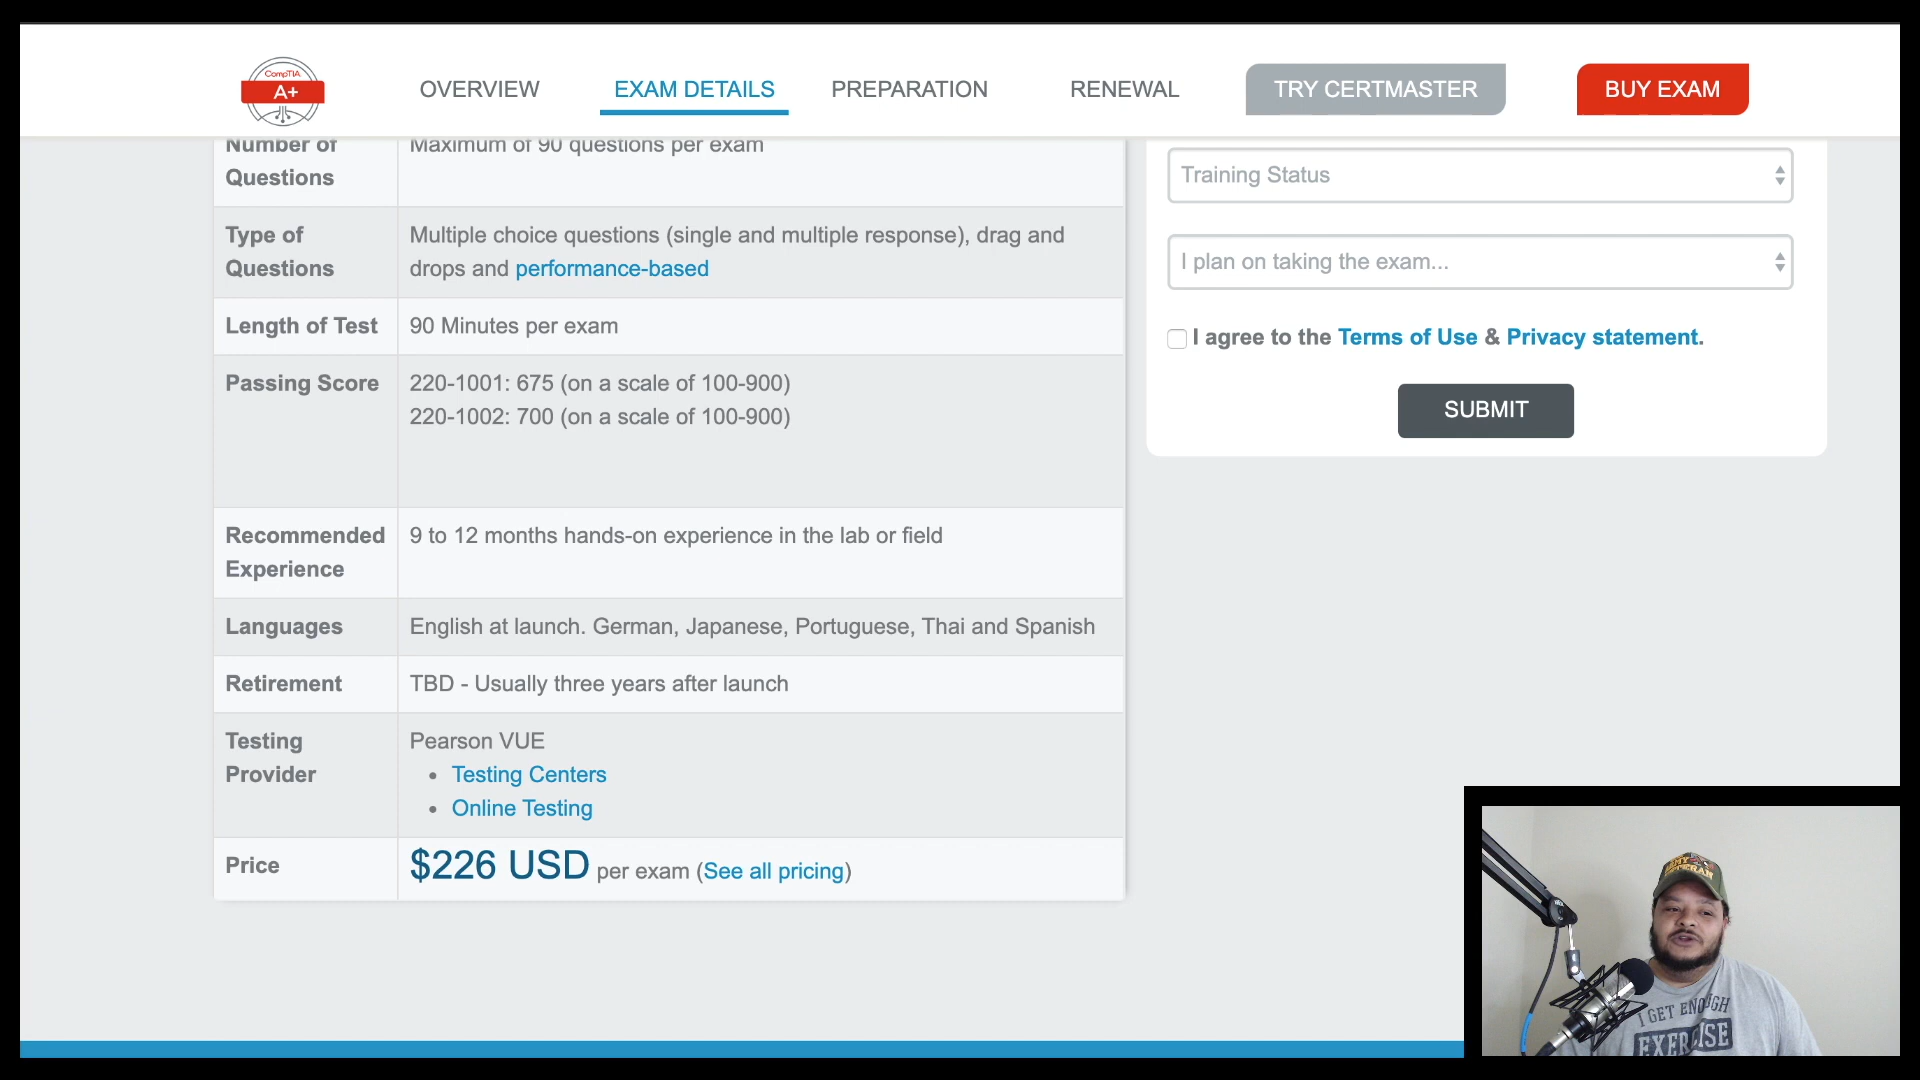 CompTIA
A+
OVERVIEW
EXAM DETAILS
PREPARATION
RENEWAL
TRY CERTMASTER
BUY EXAM
Number of
Questions
Maximum of 90 questions per exam
Type of
Questions
Multiple choice questions (single and multiple response), drag and
drops and performance-based
Length of Test
90 Minutes per exam
Passing Score
220-1001: 675 (on a scale of 100-900)
220-1002: 700 (on a scale of 100-900)
Recommended
Experience
9 to 12 months hands-on experience in the lab or field
Languages
English at launch. German, Japanese, Portuguese, Thai and Spanish
Retirement
TBD - Usually three years after launch
Testing
Provider
Pearson VUE
• Testing Centers
• Online Testing
Price
$226 USD per exam (See all pricing)
Training Status
I plan on taking the exam...
I agree to the Terms of Use & Privacy statement.
SUBMIT
VETERAN
I GET ENOUGH
EXERCISE